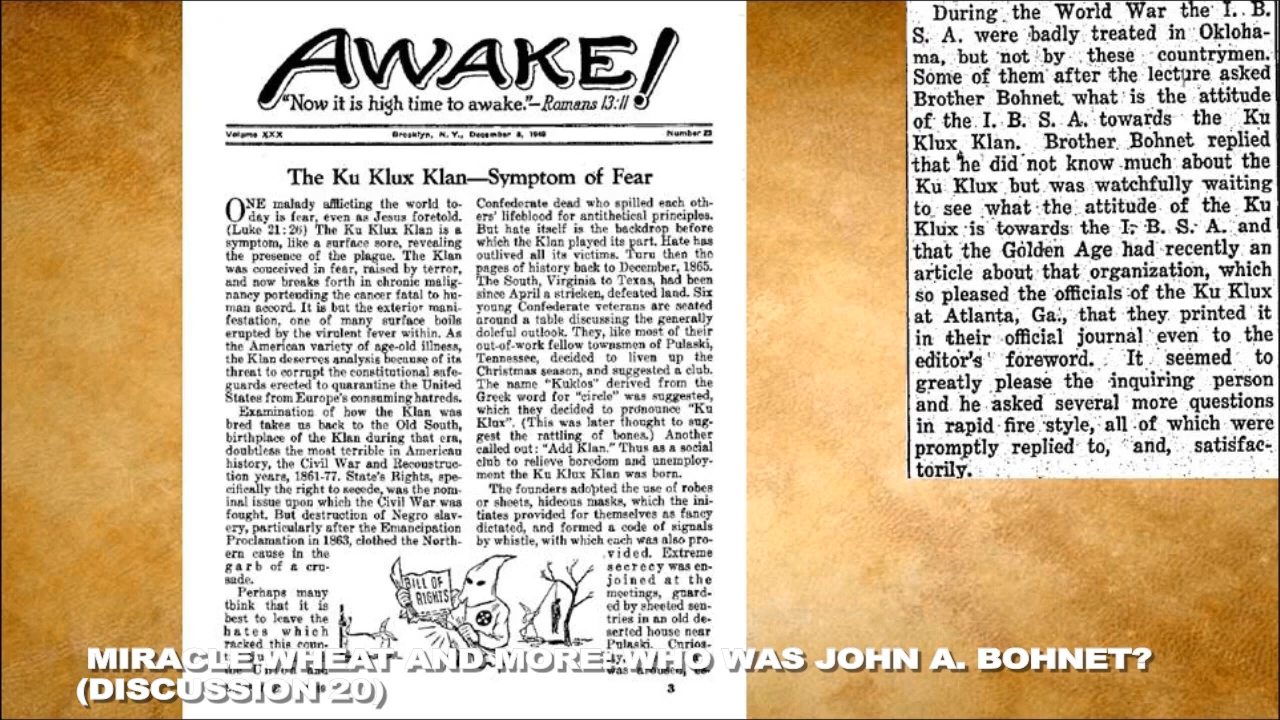 AWAKE!
"Now it is high time to awake."—Romans 13:11
Volume XXX Brooklyn, N. Y., December 8, 1949 Number 23
The Ku Klux Klan—Symptom of Fear
ONE malady afflicting the world to-
day is fear, even as Jesus foretold.
(Luke 21:26) The Ku Klux Klan is a
symptom, like a surface sore, revealing
the presence of the plague. The Klan
was conceived in fear, raised by terror,
and now breaks forth in chronic malig-
nancy portending the cancer fatal to hu-
man accord. It is but the exterior mani-
festation, one of many surface boils
erupted by the virulent fever within. As
the American variety of age-old illness,
the Klan deserves analysis because of its
threat to corrupt the constitutional safe-
guards erected to quarantine the United
States from Europe's consuming hatreds.
Examination of how the Klan was
bred takes us back to the Old South,
birthplace of the Klan during that era,
doubtless the most terrible in American
history, the Civil War and Reconstruc-
tion years, 1861-77. State's Rights, spe-
cifically the right to secede, was the nom-
inal issue upon which the Civil War was
fought. But destruction of Negro slav-
ery, particularly after the Emancipation
Proclamation in 1863, clothed the North-
ern cause in the
garb of a cru-
sade.
Perhaps many
think that it is
best to leave the
hates which
racked this coun-
Confederate dead who spilled each oth-
ers' lifeblood for antithetical principles.
But hate itself is the backdrop before
which the Klan played its part. Hate has
outlived all its victims. Turn then the
pages of history back to December, 1865.
The South, Virginia to Texas, had been
since April a stricken, defeated land. Six
young Confederate veterans are seated
around a table discussing the generally
doleful outlook. They, like most of their
out-of-work fellow townsmen of Pulaski,
Tennessee, decided to liven up the
Christmas season, and suggested a club.
The name "Kuklos" derived from the
Greek word for "circle" was suggested,
which they decided to pronounce "Ku
Klux". (This was later thought to sug-
gest the rattling of bones.) Another
called out: "Add Klan." Thus as a social
club to relieve boredom and unemploy-
ment the Ku Klux Klan was born.
The founders adopted the use of robes
or sheets, hideous masks, which the ini-
tiates provided for themselves as fancy
dictated, and formed a code of signals
by whistle, with which each was also pro-
vided. Extreme
secrecy was en-
joined at the
meetings, guard-
ed by sheeted sen-
tries in an old de-
serted house near
Pulaski. Curios-
was aroused,
BILL OF
RIGHTS
3
During the World War the I. B.
S. A. were badly treated in Okloha-
ma, but not by these countrymen.
Some of them after the lecture asked
Brother Bohnet what is the attitude
of the I. B. S. A. towards the Ku
Klux Klan. Brother Bohnet replied
that he did not know much about the
Ku Klux but was watchfully waiting
to see what the attitude of the Ku
Klux is towards the I. B. S. A. and
that the Golden Age had recently an
article about that organization, which
so pleased the officials of the Ku Klux
at Atlanta, Ga., that they printed it
in their official journal even to the
editor's foreword. It seemed to
greatly please the inquiring person
and he asked several more questions
in rapid fire style, all of which were
promptly replied to, and, satisfac-
torily.
MIRACLE WHEAT AND MORE: WHO WAS JOHN A. BOHNET?
(DISCUSSION 20)